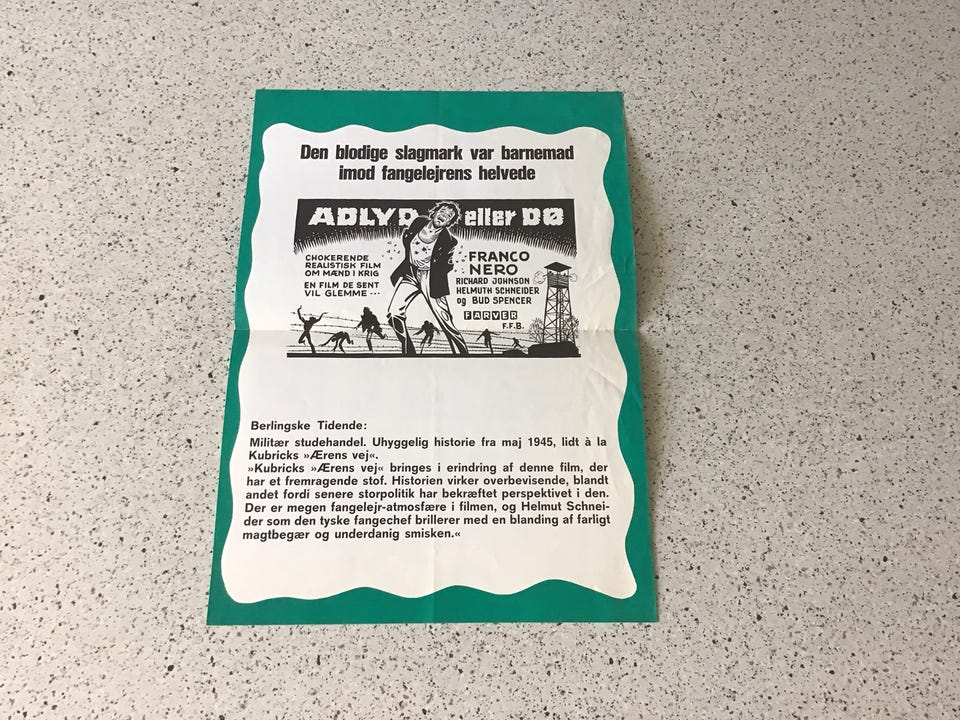 Den blodige slagmark var barnemad
imod fangelejrens helvede
ADLYD eller DØ
CHOKERENDE
REALISTISK FILM
OM MÆND I KRIG
EN FILM DE SENT
VIL GLEMME ...
FRANCO
NERO
RICHARD JOHNSON
HELMUTH SCHNEIDER
og BUD SPENCER
FARVER
F.F.B.
Berlingske Tidende:
Militær studehandel. Uhyggelig historie fra maj 1945, lidt à la
Kubricks »Ærens vej«.
»Kubricks »Ærens vej« bringes i erindring af denne film, der
har et fremragende stof. Historien virker overbevisende, blandt
andet fordi senere storpolitik har bekræftet perspektivet i den.
Der er megen fangelejr-atmosfære i filmen, og Helmut Schnei-
der som den tyske fangechef brillerer med en blanding af farligt
magtbegær og underdanig smisken.«